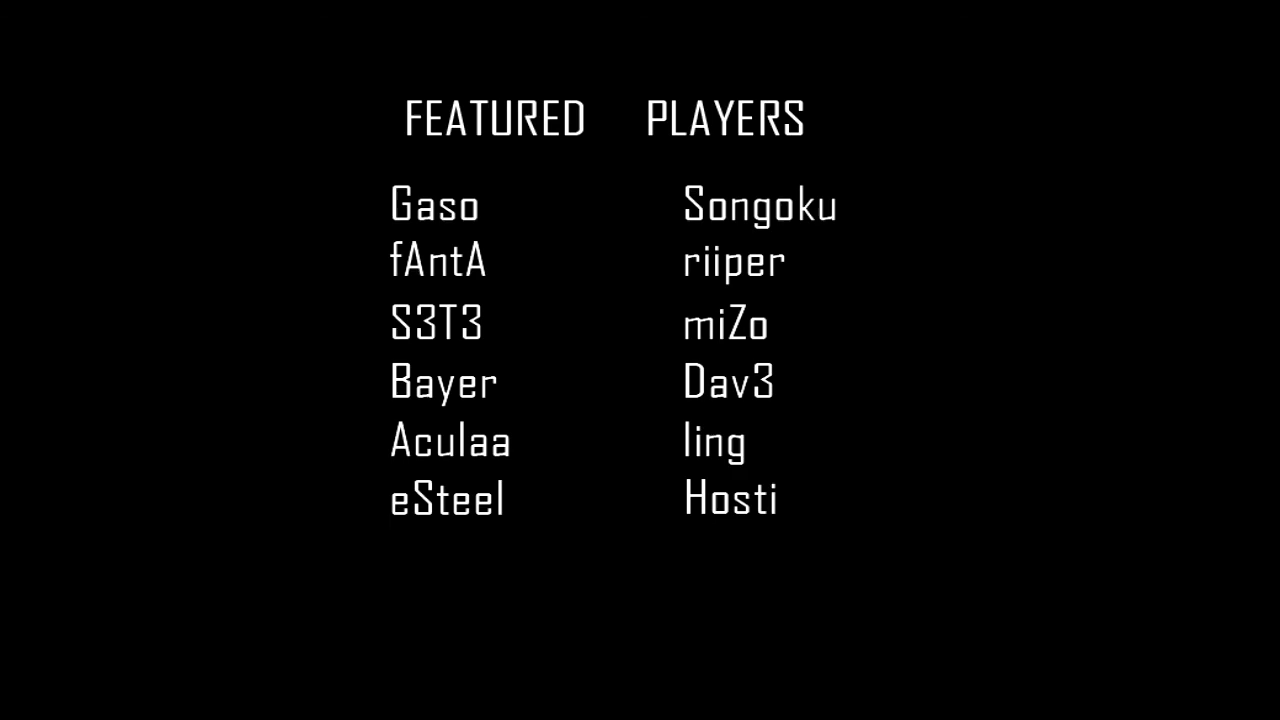 FEATURED PLAYERS
Gaso Songoku
fAntA riiper
S3T3 miZo
Bayer Dav3
Aculaa ling
eSteel Hosti